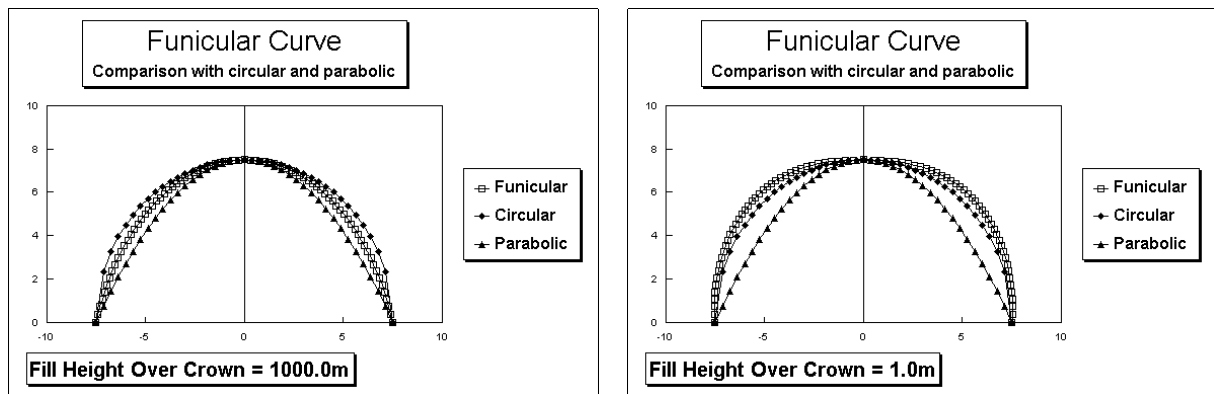 Funicular Curve
Comparison with circular and parabolic
10
8
6
4
2
0
-10
-5
0
5
10
Funicular
Circular
Parabolic
Fill Height Over Crown = 1000.0m
Funicular Curve
Comparison with circular and parabolic
10
8
6
4
2
0
-10
-5
0
5
10
Funicular
Circular
Parabolic
Fill Height Over Crown = 1.0m